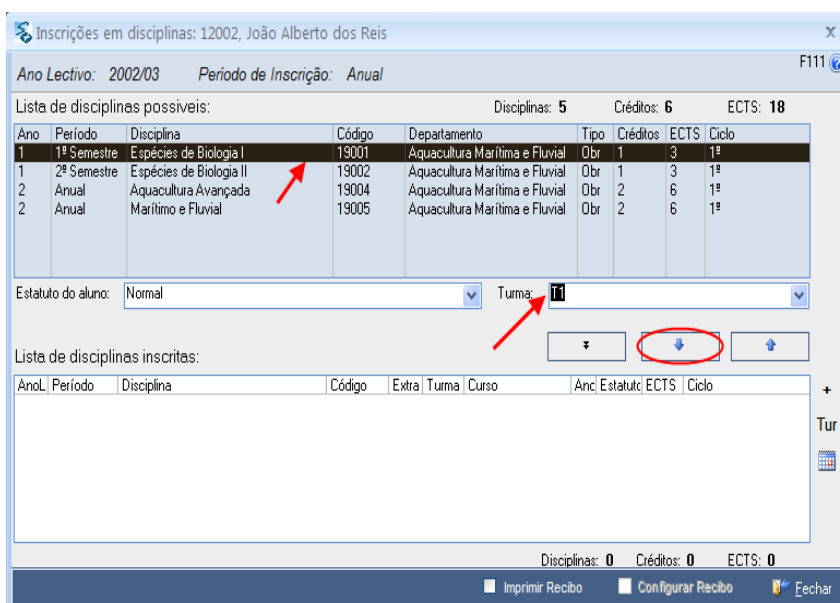 Inscrições em disciplinas: 12002, João Alberto dos Reis X
F111
Ano Lectivo: 2002/03 Período de Inscrição: Anual
Lista de disciplinas possiveis: Disciplinas: 5 Créditos: 6 ECTS: 18
Ano Período Disciplina Código Departamento Tipo Créditos ECTS Ciclo
1 1º Semestre Espécies de Biologia I 19001 Aquacultura Marítima e Fluvial Obr 1 3 1º
1 2º Semestre Espécies de Biologia II 19002 Aquacultura Marítima e Fluvial Obr 1 3 1º
2 Anual Aquacultura Avançada 19004 Aquacultura Marítima e Fluvial Obr 2 6 1º
2 Anual Marítimo e Fluvial 19005 Aquacultura Marítima e Fluvial Obr 2 6 1º
Estatuto do aluno: Normal Turma: T1
Lista de disciplinas inscritas:
AnoL Período Disciplina Código Extra Turma Curso Anc Estatutc ECTS Ciclo
+
Tur
Disciplinas: 0 Créditos: 0 ECTS: 0
Imprimir Recibo Configurar Recibo Fechar